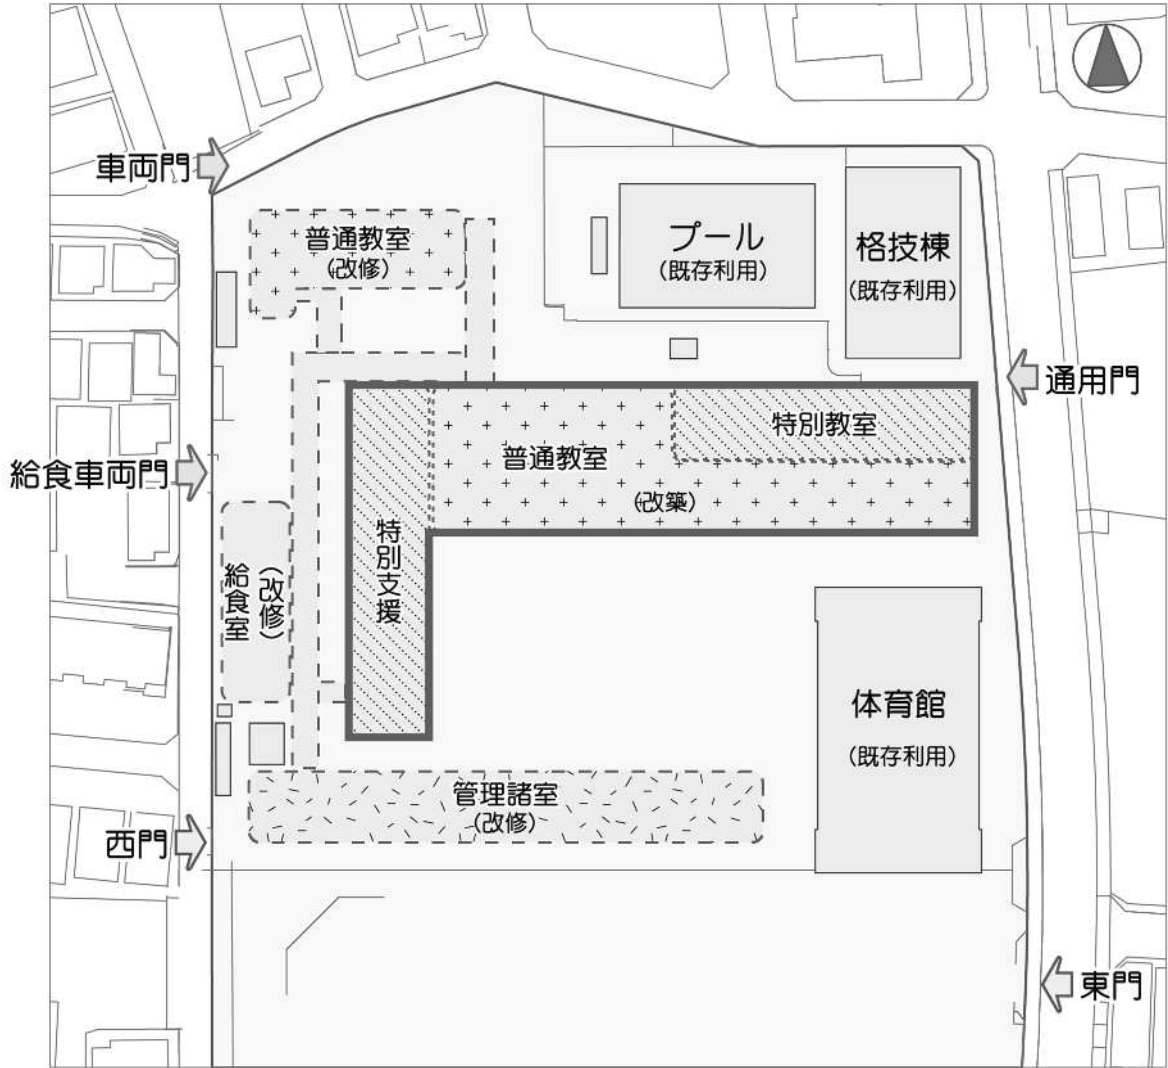 車両門
普通教室
(改修)
プール
(既存利用)
格技棟
(既存利用)
通用門
特別教室
普通教室
(改築)
給食車両門
特別支援
給食室
(改修)
体育館
(既存利用)
管理諸室
(改修)
西門
東門